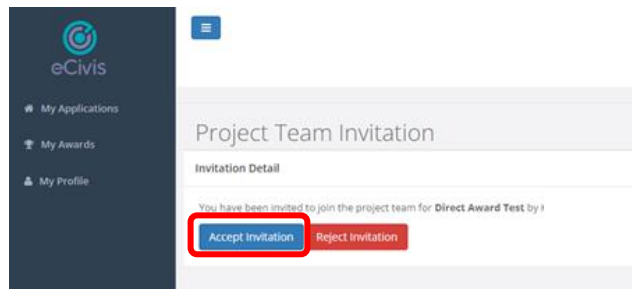 eCivis
My Applications
My Awards
My Profile
Project Team Invitation
Invitation Detail
You have been invited to join the project team for Direct Award Test by
Accept Invitation
Reject Invitation